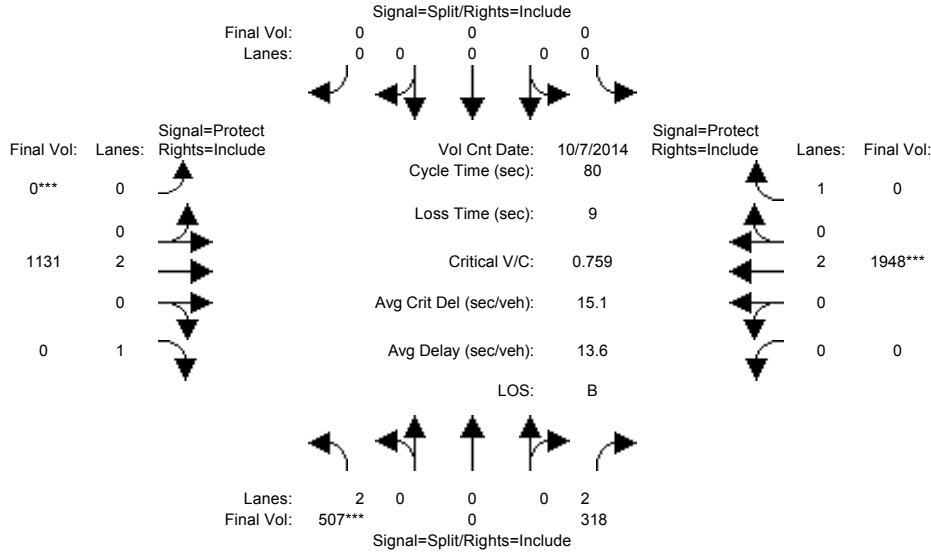 Signal=Split/Rights=Include
Final Vol: 0 0 0
Lanes: 0 0 0 0 0
Signal=Protect Signal=Protect
Final Vol: Lanes: Rights=Include Vol Cnt Date: 10/7/2014 Rights=Include Lanes: Final Vol:
Cycle Time (sec): 80
0*** 0 1 0
Loss Time (sec): 9
0 0
1131 2 Critical V/C: 0.759 2 1948***
0 Avg Crit Del (sec/veh): 15.1 0
0 1 Avg Delay (sec/veh): 13.6 0 0
LOS: B
Lanes: 2 0 0 0 2
Final Vol: 507*** 0 318
Signal=Split/Rights=Include